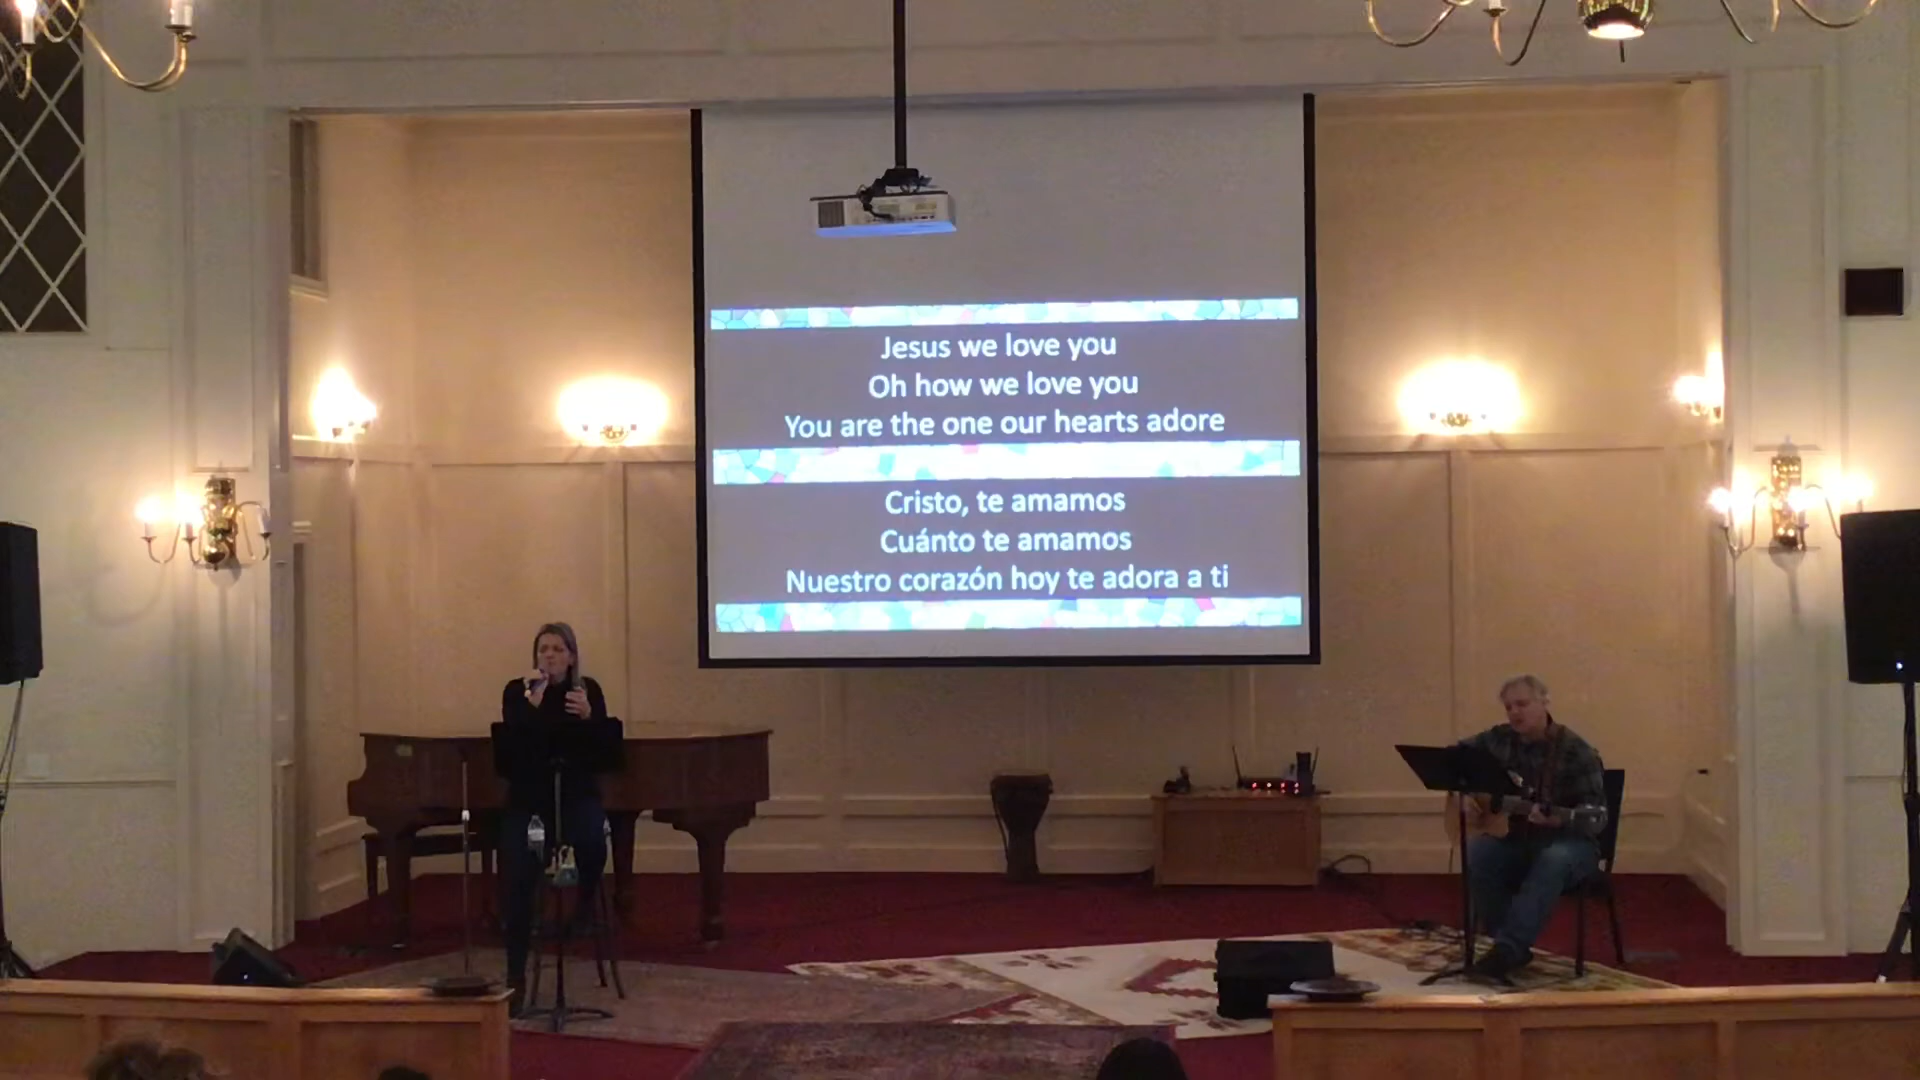 Jesus we love you
Oh how we love you
You are the one our hearts adore
Cristo, te amamos
Cuánto te amamos
Nuestro corazón hoy te adora a ti